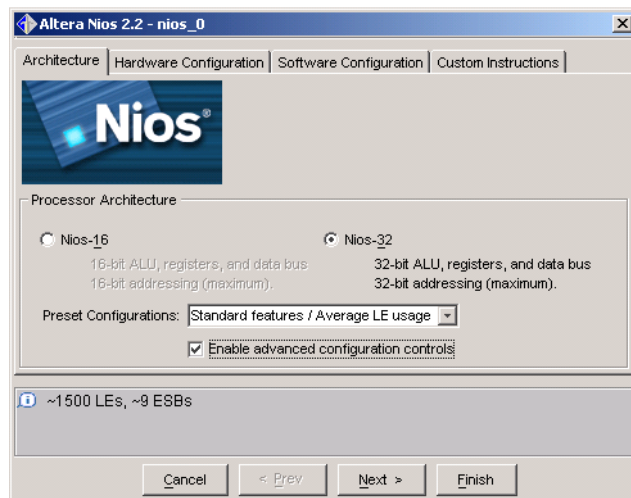 Altera Nios 2.2 - nios_0
Architecture Hardware Configuration Software Configuration Custom Instructions
Nios®
Processor Architecture
Nios-16 Nios-32
16-bit ALU, registers, and data bus 32-bit ALU, registers, and data bus
16-bit addressing (maximum). 32-bit addressing (maximum).
Preset Configurations: Standard features / Average LE usage
Enable advanced configuration controls
~1500 LEs, ~9 ESBs
Cancel < Prev Next > Finish